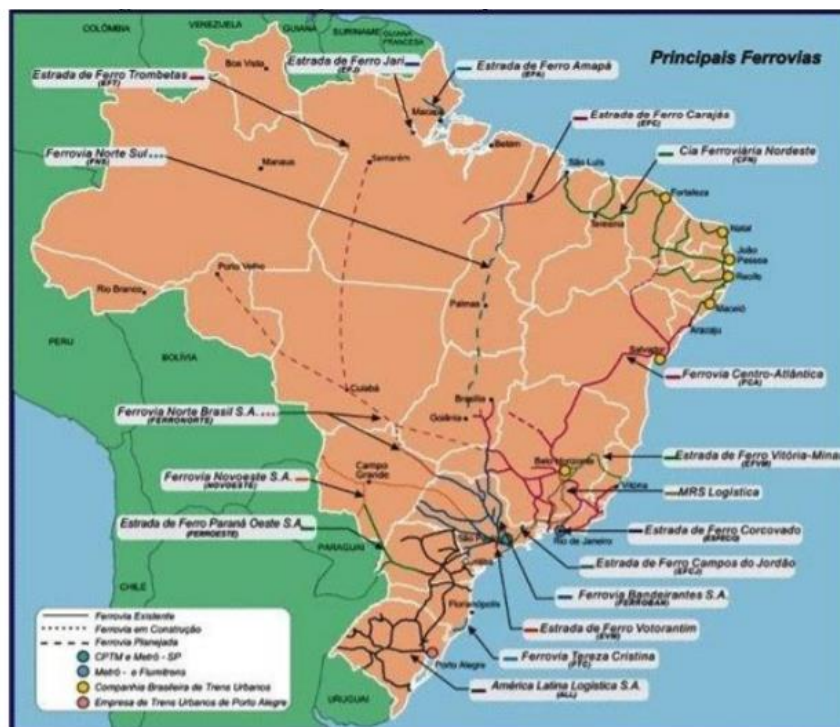 COLÔMBIA
VENEZUELA
GUIANA
SURINAME
GUIANA
FRANCESA
Principais Ferrovias
Boa Vista
Estrada de Ferro Jari
(EFJ)
Estrada de Ferro Amapá
(EFA)
Estrada de Ferro Trombetas
(EFT)
Macapá
Estrada de Ferro Carajás
(EFC)
Belém
Ferrovia Norte Sul
(FNS)
Manaus
Santarém
São Luís
Cia Ferroviária Nordeste
(CFN)
Fortaleza
Teresina
Natal
João
Pessoa
Recife
Porto Velho
Rio Branco
Palmas
Maceió
Aracaju
PERU
BOLÍVIA
Salvador
Cuiabá
Ferrovia Centro-Atlântica
(FCA)
Brasília
Goiânia
Ferrovia Norte Brasil S.A.
(FERRONORTE)
Belo Horizonte
Estrada de Ferro Vitória-Minas
(EFVM)
Campo
Grande
Ferrovia Novoeste S.A.
(NOVOESTE)
Vitória
MRS Logística
Estrada de Ferro Paraná Oeste S.A.
(FERROESTE)
PARAGUAI
São Paulo
Rio de Janeiro
Estrada de Ferro Corcovado
Curitiba
Estrada de Ferro Campos do Jordão
(EFCJ)
CHILE
Ferrovia Bandeirantes S.A.
(FERROBAN)
Florianópolis
Estrada de Ferro Votorantim
(EFV)
Ferrovia Tereza Cristina
(FTC)
Porto Alegre
América Latina Logística S.A.
(ALL)
URUGUAI
Ferrovia Existente
Ferrovia em Construção
Ferrovia Planejada
CPTM e Metrô - SP
Metrô - e Flumitrens
Companhia Brasileira de Trens Urbanos
Empresa de Trens Urbanos de Porto Alegre